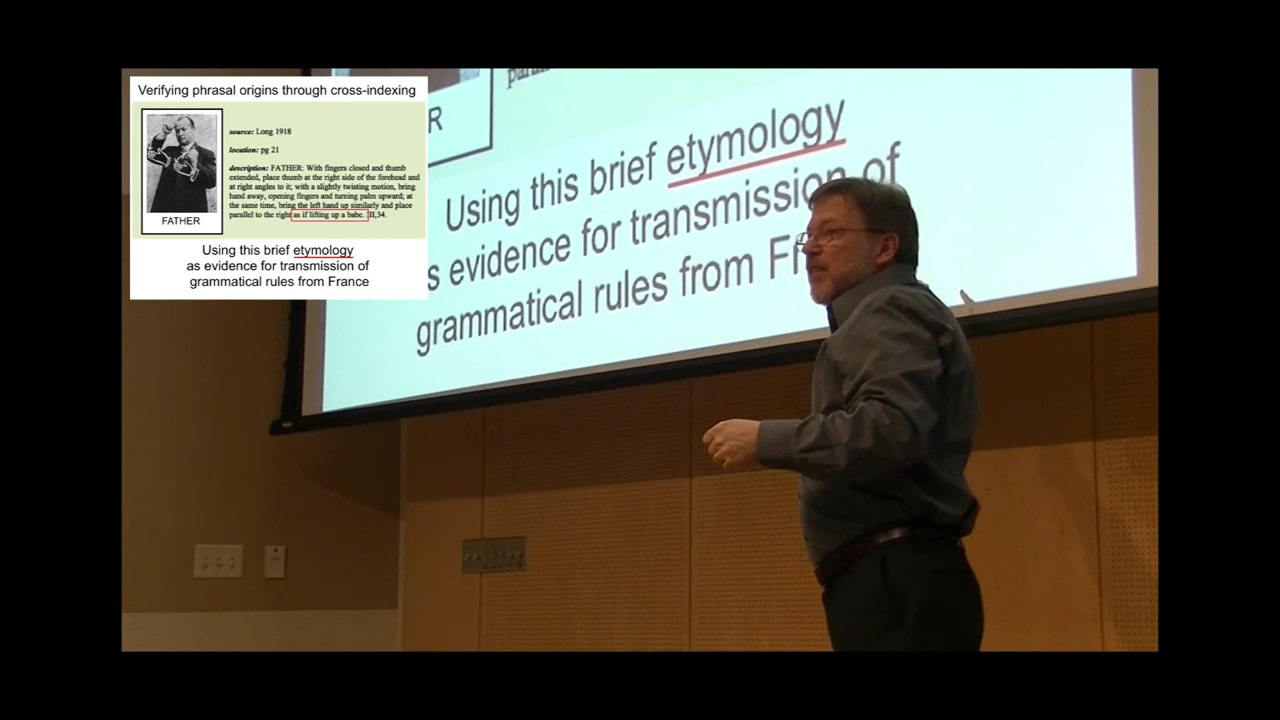 Verifying phrasal origins through cross-indexing
source: Long 1918
location: pg 21
description: FATHER: With fingers closed and thumb
extended, place thumb at the right side of the forehead and
at right angles to it; with a slightly twisting motion, bring
hand away, opening fingers and turning palm upward; at
the same time, bring the left hand up similarly and place
parallel to the right as if lifting up a babe. II,34.
FATHER
Using this brief etymology
as evidence for transmission of
grammatical rules from France
R
Using this brief etymology
s evidence for transmission of
grammatical rules from Fr